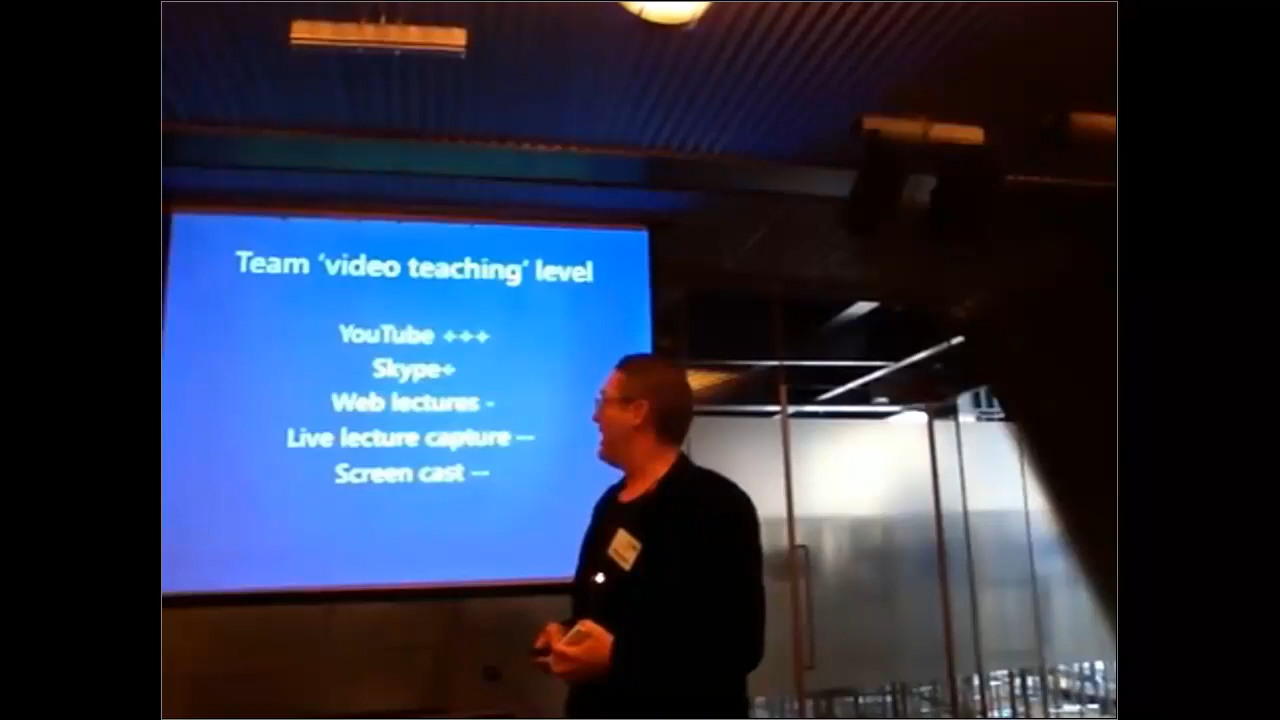 Team ‘video teaching’ level
YouTube +++
Skype+
Web lectures -
Live lecture capture --
Screen cast --